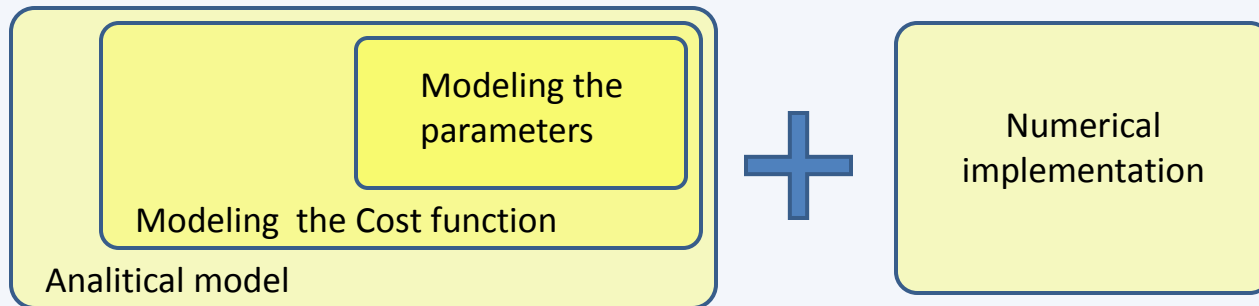 Modeling the
parameters
Modeling the Cost function
Analitical model
Numerical
implementation